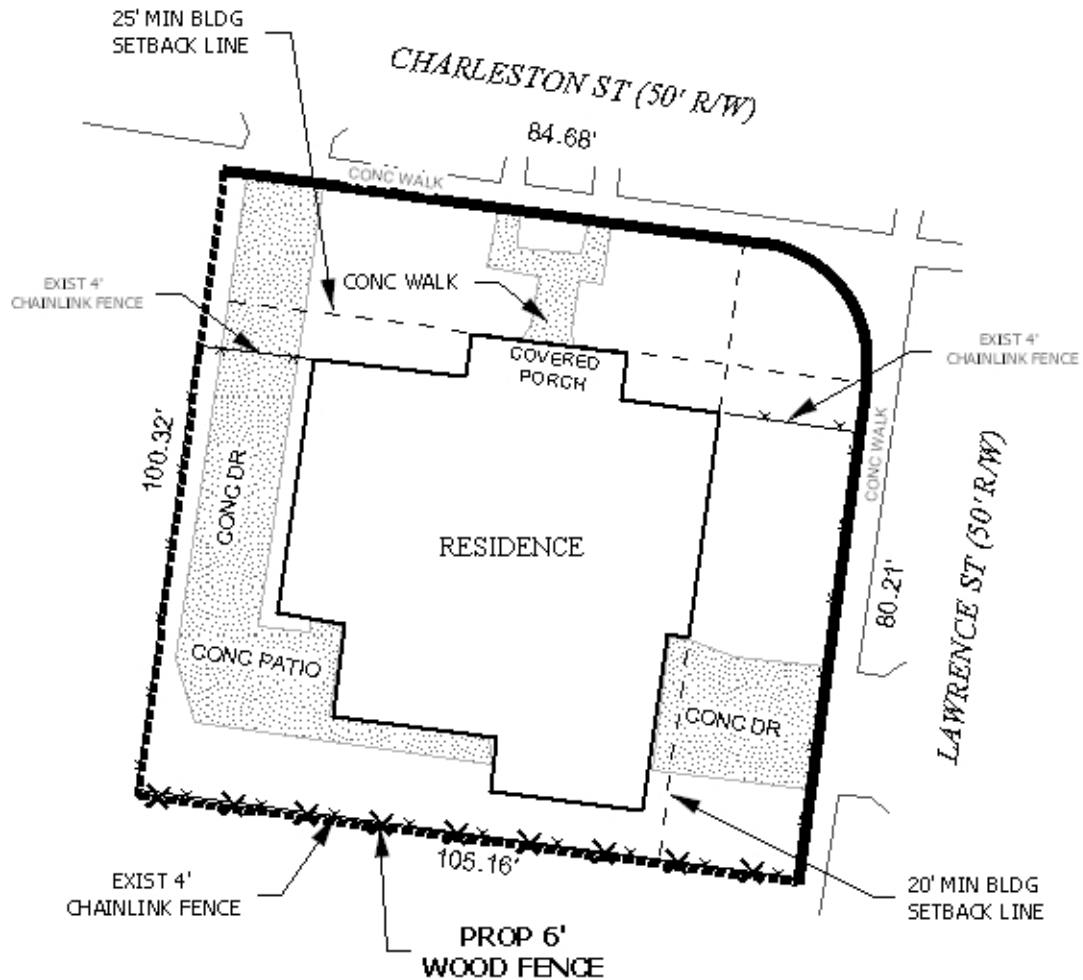 25' MIN BLDG
SETBACK LINE
CHARLESTON ST (50' R/W)
84.68'
CONC WALK
EXIST 4'
CHAINLINK FENCE
CONC WALK
COVERED
PORCH
EXIST 4'
CHAINLINK FENCE
CONC WALK
100.32'
CONC DR
RESIDENCE
LAWRENCE ST (50' R/W)
80.21'
CONC PATIO
CONC DR
105.16'
EXIST 4'
CHAINLINK FENCE
20' MIN BLDG
SETBACK LINE
PROP 6'
WOOD FENCE